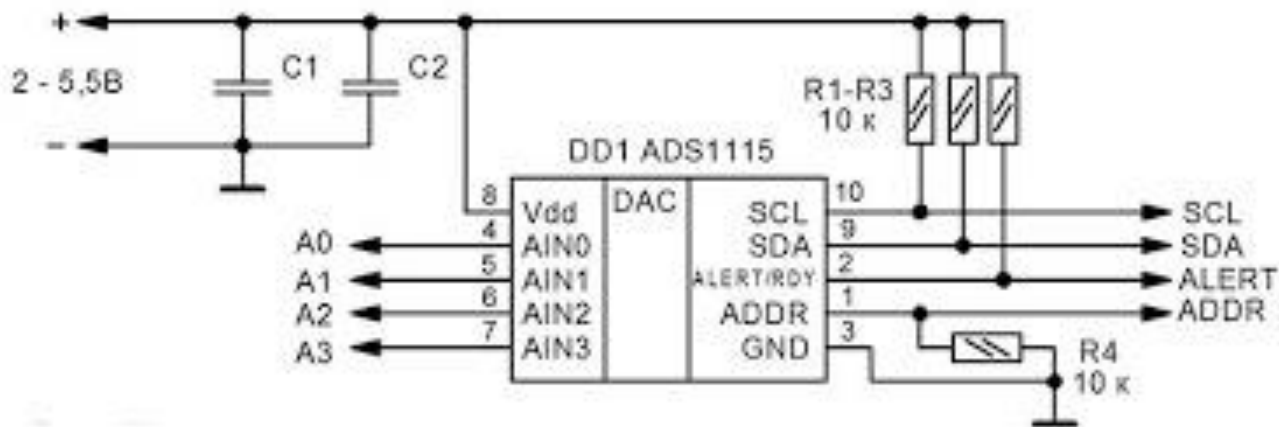 +
2 - 5,5В
-
C1
C2
R1-R3
10 к
DD1 ADS1115
8
Vdd
DAC
SCL
10
SCL
A0
4
AIN0
SDA
9
SDA
A1
5
AIN1
ALERT/RDY
2
ALERT
A2
6
AIN2
ADDR
1
ADDR
A3
7
AIN3
GND
3
R4
10 к